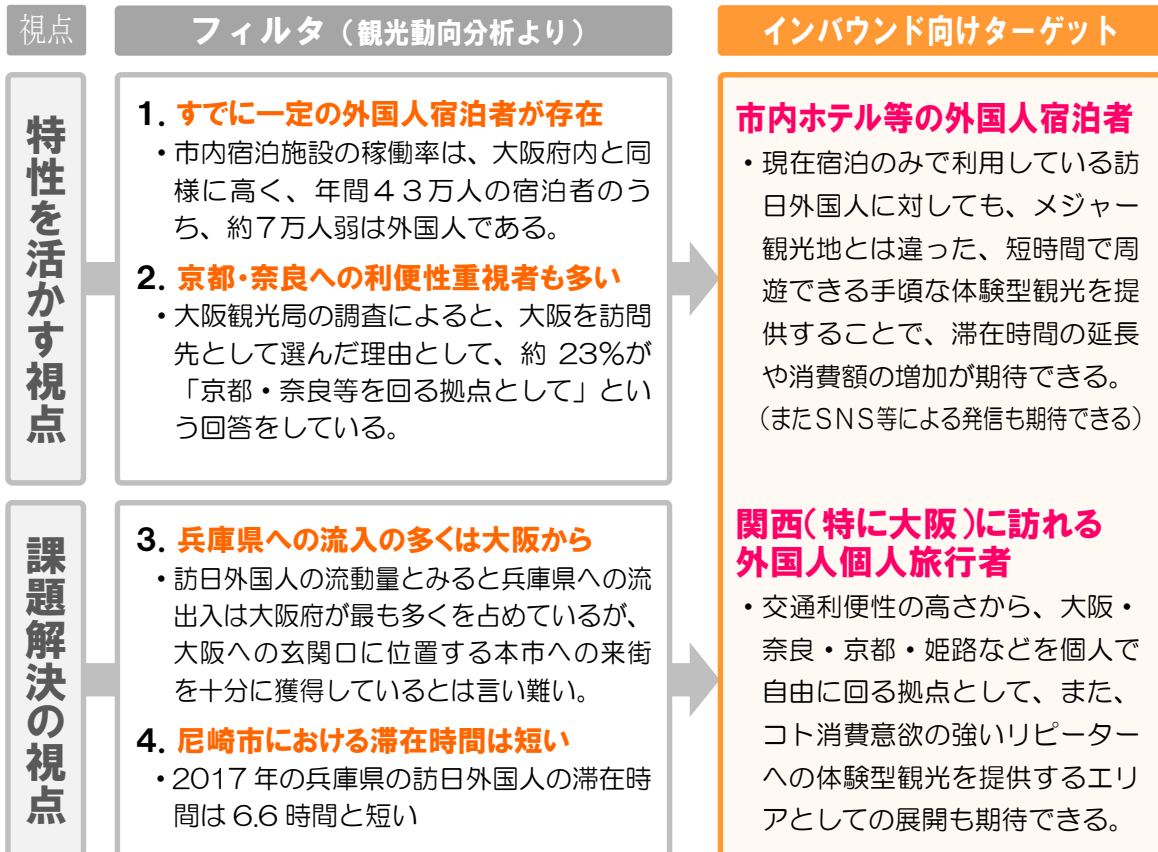 視点
フィルタ（観光動向分析より）
インバウンド向けターゲット
特性を活かす視点
1. すでに一定の外国人宿泊者が存在
・市内宿泊施設の稼働率は、大阪府内と同
様に高く、年間４３万人の宿泊者のう
ち、約７万人弱は外国人である。
2. 京都・奈良への利便性重視者も多い
・大阪観光局の調査によると、大阪を訪問
先として選んだ理由として、約 23％が
「京都・奈良等を回る拠点として」とい
う回答をしている。
市内ホテル等の外国人宿泊者
・現在宿泊のみで利用している訪
日外国人に対しても、メジャー
観光地とは違った、短時間で周
遊できる手頃な体験型観光を提
供することで、滞在時間の延長
や消費額の増加が期待できる。
（またＳＮＳ等による発信も期待できる）
課題解決の視点
3. 兵庫県への流入の多くは大阪から
・訪日外国人の流動量とみると兵庫県への流
出入は大阪府が最も多くを占めているが、
大阪への玄関口に位置する本市への来街
を十分に獲得しているとは言い難い。
4. 尼崎市における滞在時間は短い
・2017 年の兵庫県の訪日外国人の滞在時
間は 6.6 時間と短い
関西（特に大阪）に訪れる
外国人個人旅行者
・交通利便性の高さから、大阪・
奈良・京都・姫路などを個人で
自由に回る拠点として、また、
コト消費意欲の強いリピーター
への体験型観光を提供するエリ
アとしての展開も期待できる。